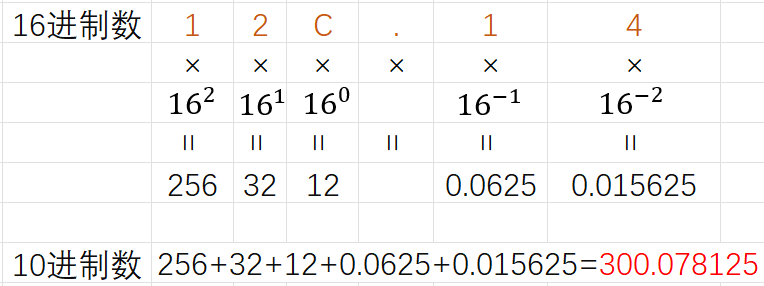 16进制数 1 2 C . 1 4
× × × × × ×
16² 16¹ 16⁰ 16⁻¹ 16⁻²
= = = = = =
256 32 12 0.0625 0.015625
10进制数 256+32+12+0.0625+0.015625=300.078125